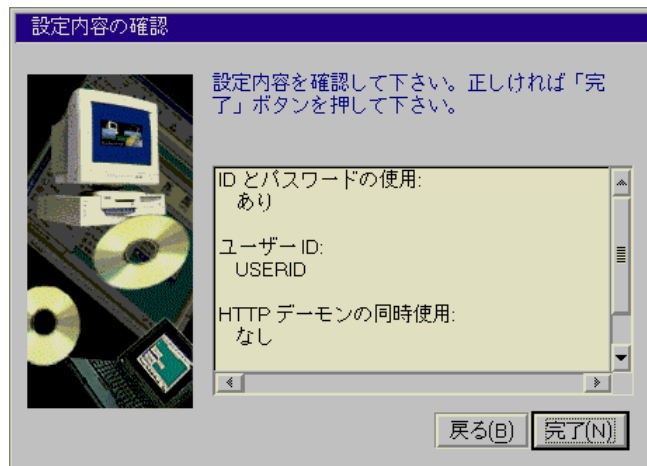 設定内容の確認
設定内容を確認して下さい。正しければ「完
了」ボタンを押して下さい。
ID とパスワードの使用:
あり
ユーザー ID:
USERID
HTTP デーモンの同時使用:
なし
戻る(B)
完了(N)